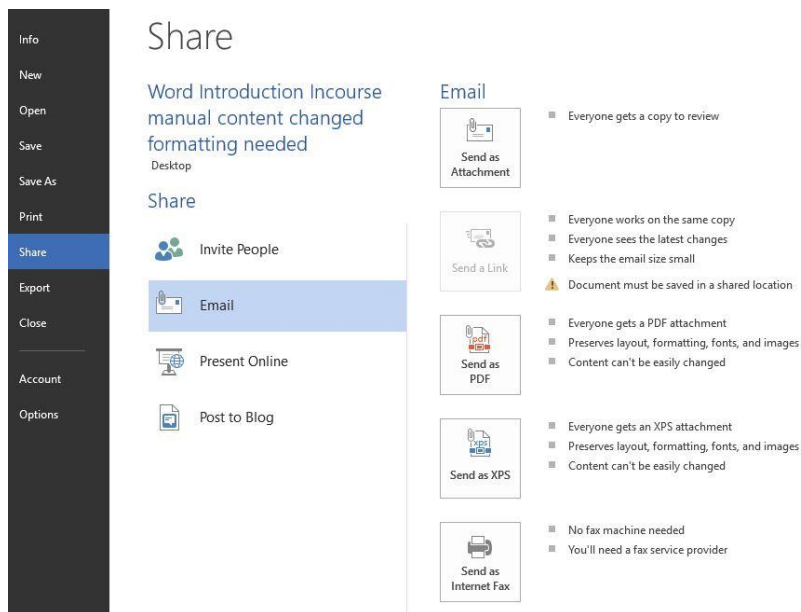 Info
New
Open
Save
Save As
Print
Share
Export
Close
Account
Options
Share
Word Introduction Incourse
manual content changed
formatting needed
Desktop
Share
Invite People
Email
Present Online
Post to Blog
Email
Send as
Attachment
Everyone gets a copy to review
Send a Link
Everyone works on the same copy
Everyone sees the latest changes
Keeps the email size small
Document must be saved in a shared location
pdf
Send as
PDF
Everyone gets a PDF attachment
Preserves layout, formatting, fonts, and images
Content can't be easily changed
xps
Send as XPS
Everyone gets an XPS attachment
Preserves layout, formatting, fonts, and images
Content can't be easily changed
Send as
Internet Fax
No fax machine needed
You'll need a fax service provider